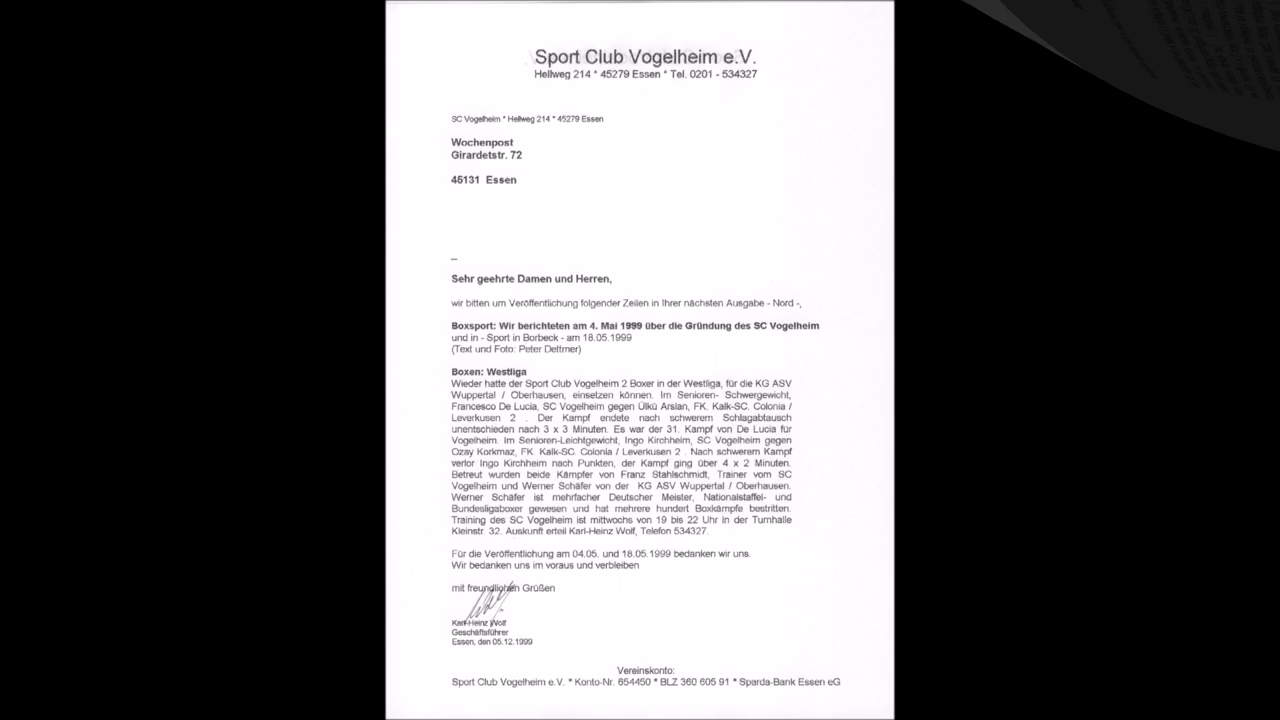 Sport Club Vogelheim e.V.
Hellweg 214 * 45279 Essen * Tel. 0201 - 534327
SC Vogelheim * Hellweg 214 * 45279 Essen
Wochenpost
Girardetstr. 72
45131 Essen
_
Sehr geehrte Damen und Herren,
wir bitten um Veröffentlichung folgender Zeilen in Ihrer nächsten Ausgabe - Nord -,
Boxsport: Wir berichteten am 4. Mai 1999 über die Gründung des SC Vogelheim
und in - Sport in Borbeck - am 18.05.1999
(Text und Foto: Peter Dettmer)
Boxen: Westliga
Wieder hatte der Sport Club Vogelheim 2 Boxer in der Westliga, für die KG ASV
Wuppertal / Oberhausen, einsetzen können. Im Senioren- Schwergewicht,
Francesco De Lucia, SC Vogelheim gegen Ülkü Arslan, FK. Kalk-SC. Colonia /
Leverkusen 2 . Der Kampf endete nach schwerem Schlagabtausch
unentschieden nach 3 x 3 Minuten. Es war der 31. Kampf von De Lucia für
Vogelheim. Im Senioren-Leichtgewicht, Ingo Kirchheim, SC Vogelheim gegen
Ozay Korkmaz, FK. Kalk-SC. Colonia / Leverkusen 2 . Nach schwerem Kampf
verlor Ingo Kirchheim nach Punkten, der Kampf ging über 4 x 2 Minuten.
Betreut wurden beide Kämpfer von Franz Stahlschmidt, Trainer vom SC
Vogelheim und Werner Schäfer von der KG ASV Wuppertal / Oberhausen.
Werner Schäfer ist mehrfacher Deutscher Meister, Nationalstaffel- und
Bundesligaboxer gewesen und hat mehrere hundert Boxkämpfe bestritten.
Training des SC Vogelheim ist mittwochs von 19 bis 22 Uhr in der Turnhalle
Kleinstr. 32. Auskunft erteil Karl-Heinz Wolf, Telefon 534327.
Für die Veröffentlichung am 04.05. und 18.05.1999 bedanken wir uns.
Wir bedanken uns im voraus und verbleiben
mit freundlichen Grüßen
Karl-Heinz Wolf
Geschäftsführer
Essen, den 05.12.1999
Vereinskonto:
Sport Club Vogelheim e.V. * Konto-Nr. 654450 * BLZ 360 605 91 * Sparda-Bank Essen eG